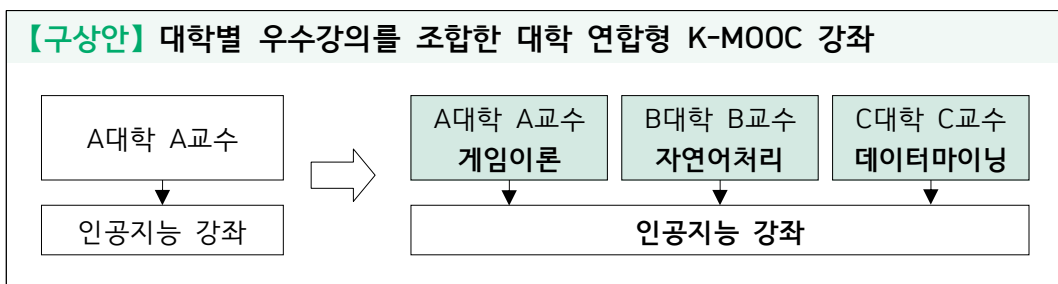 【구상안】 대학별 우수강의를 조합한 대학 연합형 K-MOOC 강좌
A대학 A교수
인공지능 강좌
A대학 A교수
게임이론
B대학 B교수
자연어처리
C대학 C교수
데이터마이닝
인공지능 강좌